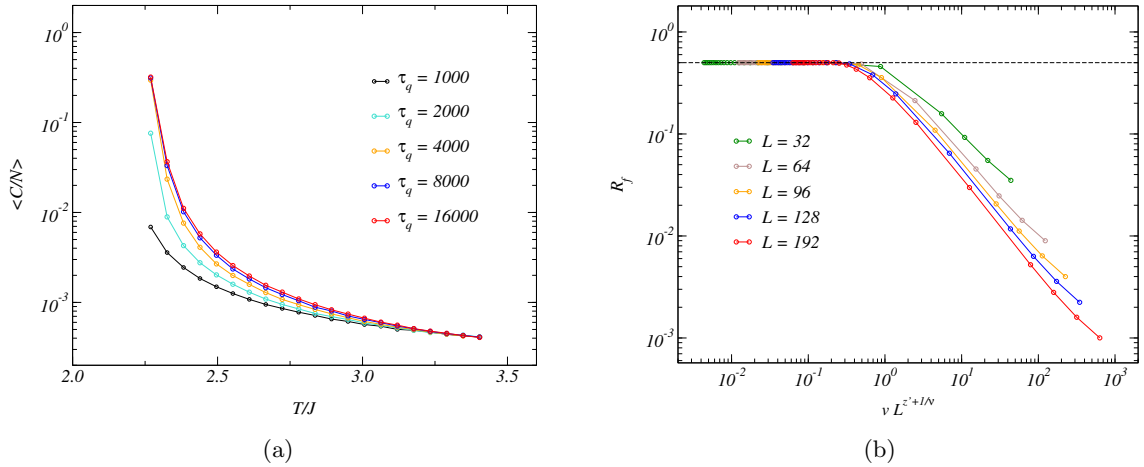 10^0
10^{-1}
10^{-2}
10^{-3}
<C/N>
2.0
2.5
3.0
3.5
T/J
τ_q = 1000
τ_q = 2000
τ_q = 4000
τ_q = 8000
τ_q = 16000
(a)
10^0
10^{-1}
10^{-2}
10^{-3}
R_f
10^{-2}
10^{-1}
10^0
10^1
10^2
10^3
v L^{z'+1/ν}
L = 32
L = 64
L = 96
L = 128
L = 192
(b)